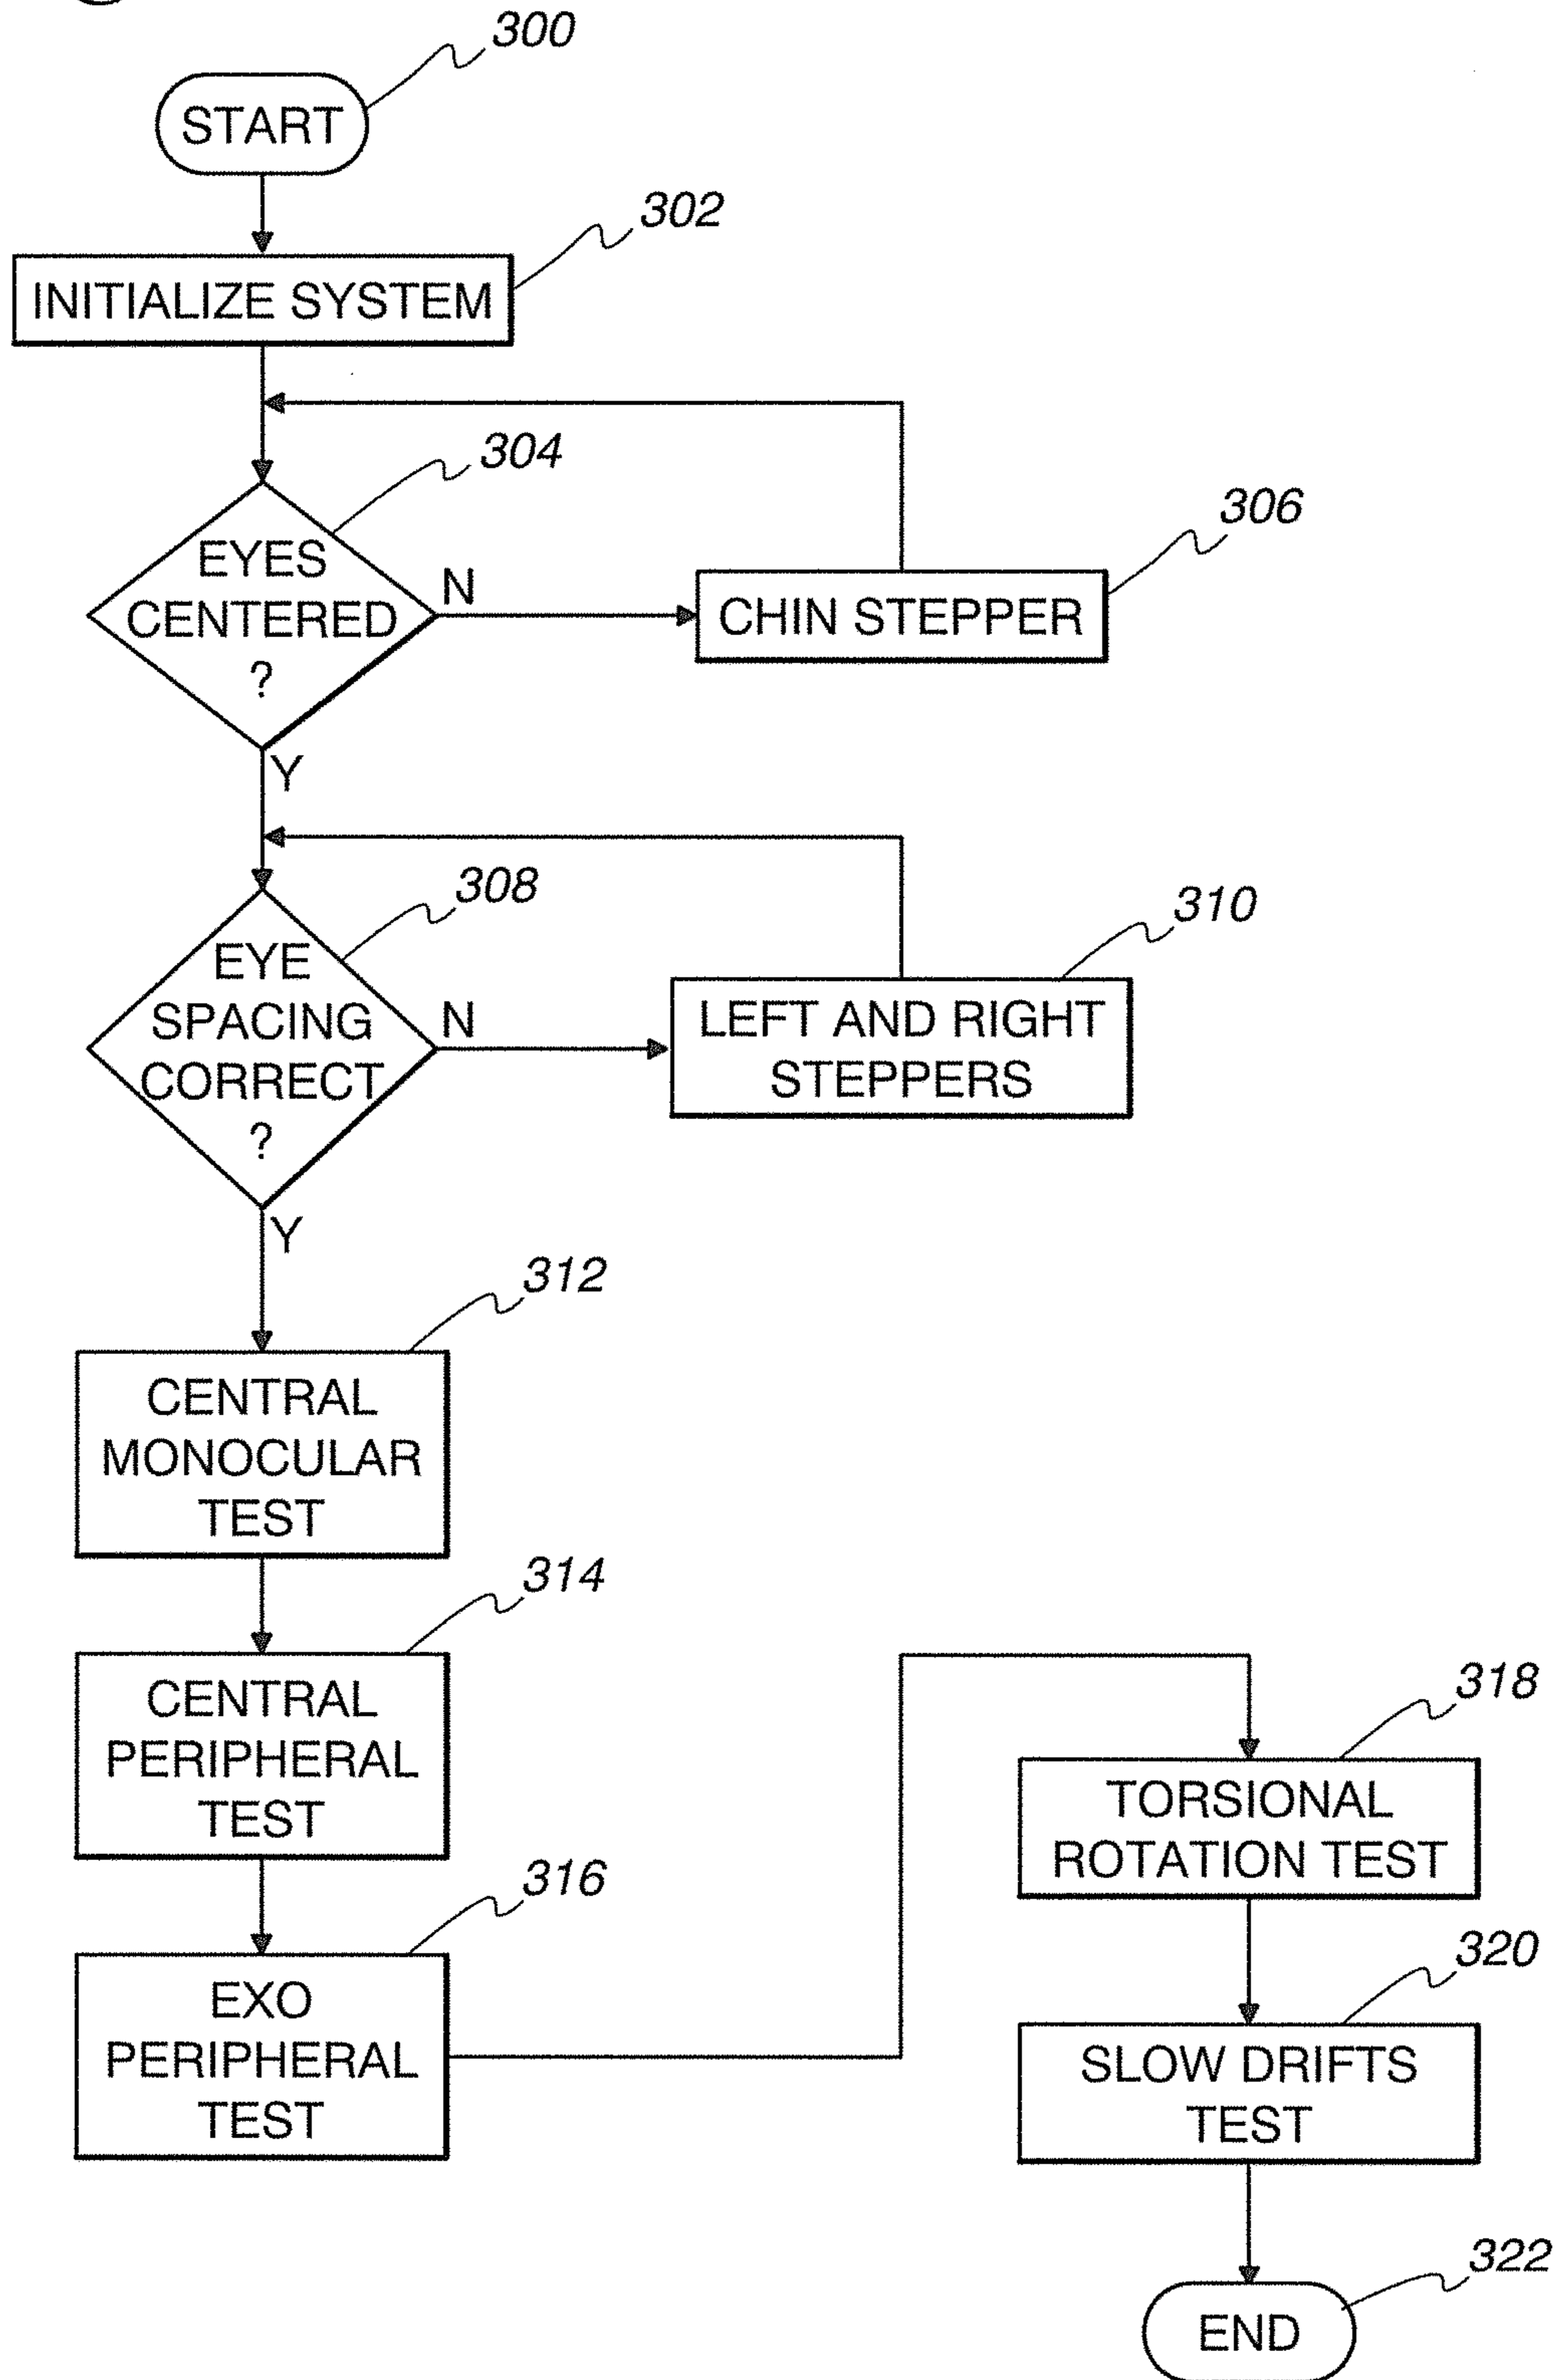 300
START
302
INITIALIZE SYSTEM
304
EYES
CENTERED
?
N
306
CHIN STEPPER
Y
308
EYE
SPACING
CORRECT
?
N
310
LEFT AND RIGHT
STEPPERS
Y
312
CENTRAL
MONOCULAR
TEST
314
CENTRAL
PERIPHERAL
TEST
316
EXO
PERIPHERAL
TEST
318
TORSIONAL
ROTATION TEST
320
SLOW DRIFTS
TEST
322
END